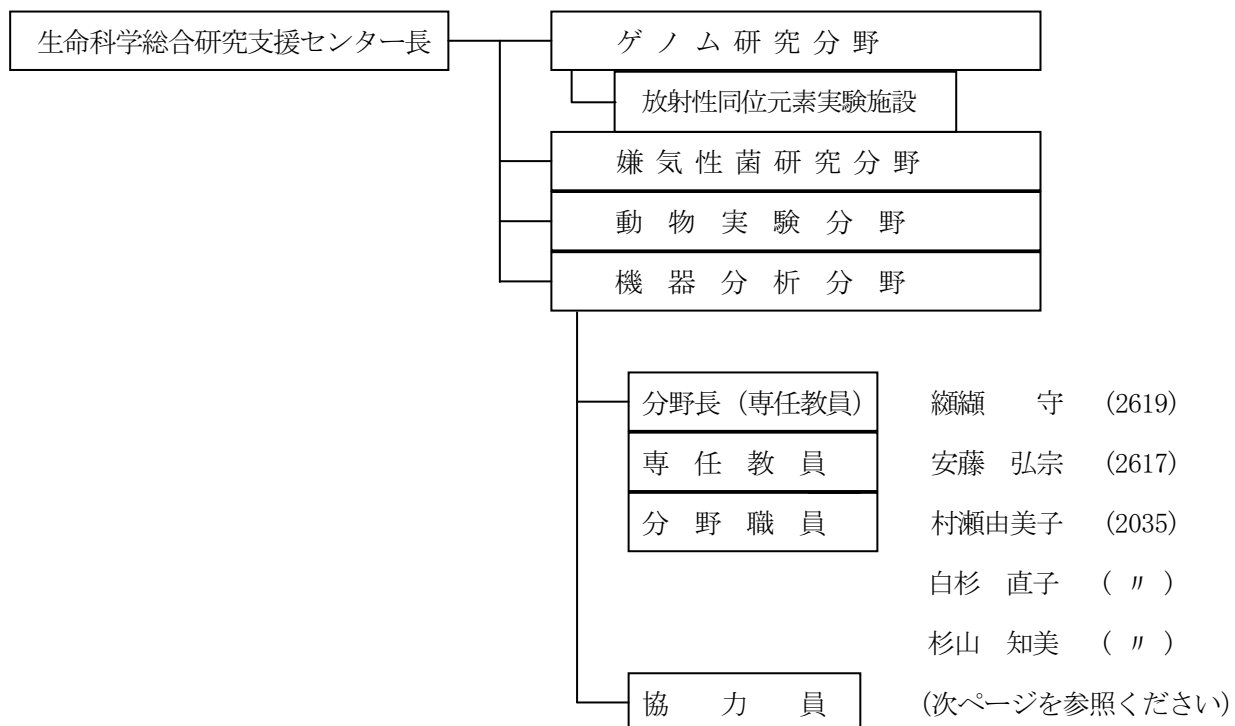 生命科学総合研究支援センター長
ゲノム研究分野
放射性同位元素実験施設
嫌気性菌研究分野
動物実験分野
機器分析分野
分野長（専任教員） 纐纈 守 (2619)
専任教員 安藤 弘宗 (2617)
分野職員 村瀬由美子 (2035)
白杉 直子 (〃)
杉山 知美 (〃)
協力員 (次ページを参照ください)